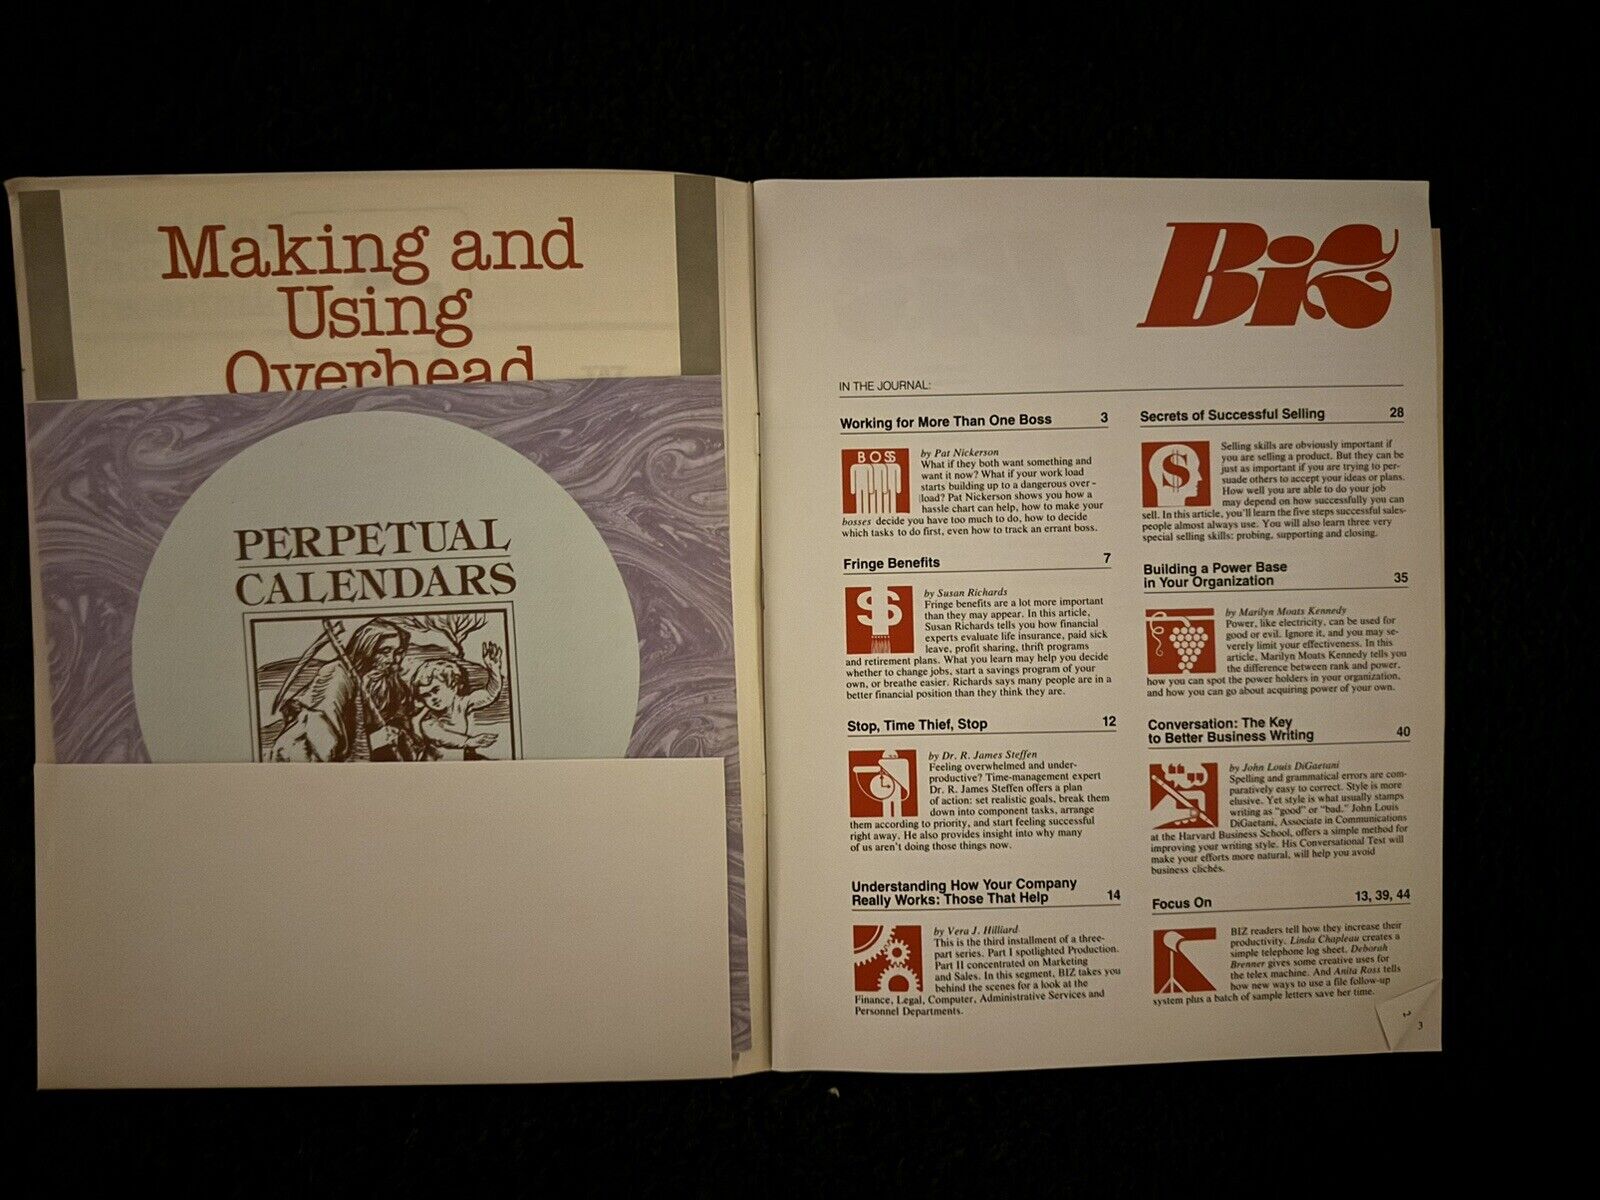 Making and
Using
Overhead
PERPETUAL
CALENDARS
BiZ
IN THE JOURNAL:
Working for More Than One Boss 3
BOSS
by Pat Nickerson
What if they both want something and
want it now? What if your work load
starts building up to a dangerous over-
load? Pat Nickerson shows you how a
hassle chart can help, how to make your
bosses decide you have too much to do, how to decide
which tasks to do first, even how to track an errant boss.
Fringe Benefits 7
$
by Susan Richards
Fringe benefits are a lot more important
than they may appear. In this article,
Susan Richards tells you how financial
experts evaluate life insurance, paid sick
leave, profit sharing, thrift programs
and retirement plans. What you learn may help you decide
whether to change jobs, start a savings program of your
own, or breathe easier. Richards says many people are in a
better financial position than they think they are.
Stop, Time Thief, Stop 12
by Dr. R. James Steffen
Feeling overwhelmed and under-
productive? Time-management expert
Dr. R. James Steffen offers a plan
of action: set realistic goals, break them
down into component tasks, arrange
them according to priority, and start feeling successful
right away. He also provides insight into why many
of us aren't doing those things now.
Understanding How Your Company
Really Works: Those That Help 14
by Vera J. Hilliard
This is the third installment of a three-
part series. Part I spotlighted Production.
Part II concentrated on Marketing
and Sales. In this segment, BIZ takes you
behind the scenes for a look at the
Finance, Legal, Computer, Administrative Services and
Personnel Departments.
Secrets of Successful Selling 28
$
Selling skills are obviously important if
you are selling a product. But they can be
just as important if you are trying to per-
suade others to accept your ideas or plans.
How well you are able to do your job
may depend on how successfully you can
sell. In this article, you'll learn the five steps successful sales-
people almost always use. You will also learn three very
special selling skills: probing, supporting and closing.
Building a Power Base
in Your Organization 35
by Marilyn Moats Kennedy
Power, like electricity, can be used for
good or evil. Ignore it, and you may se-
verely limit your effectiveness. In this
article, Marilyn Moats Kennedy tells you
the difference between rank and power,
how you can spot the power holders in your organization,
and how you can go about acquiring power of your own.
Conversation: The Key
to Better Business Writing 40
by John Louis DiGaetani
Spelling and grammatical errors are com-
paratively easy to correct. Style is more
elusive. Yet style is what usually stamps
writing as "good" or "bad." John Louis
DiGaetani, Associate in Communications
at the Harvard Business School, offers a simple method for
improving your writing style. His Conversational Test will
make your efforts more natural, will help you avoid
business clichés.
Focus On 13, 39, 44
BIZ readers tell how they increase their
productivity. Linda Chapleau creates a
simple telephone log sheet. Deborah
Brenner gives some creative uses for
the telex machine. And Anita Ross tells
how new ways to use a file follow-up
system plus a batch of sample letters save her time.
2
3